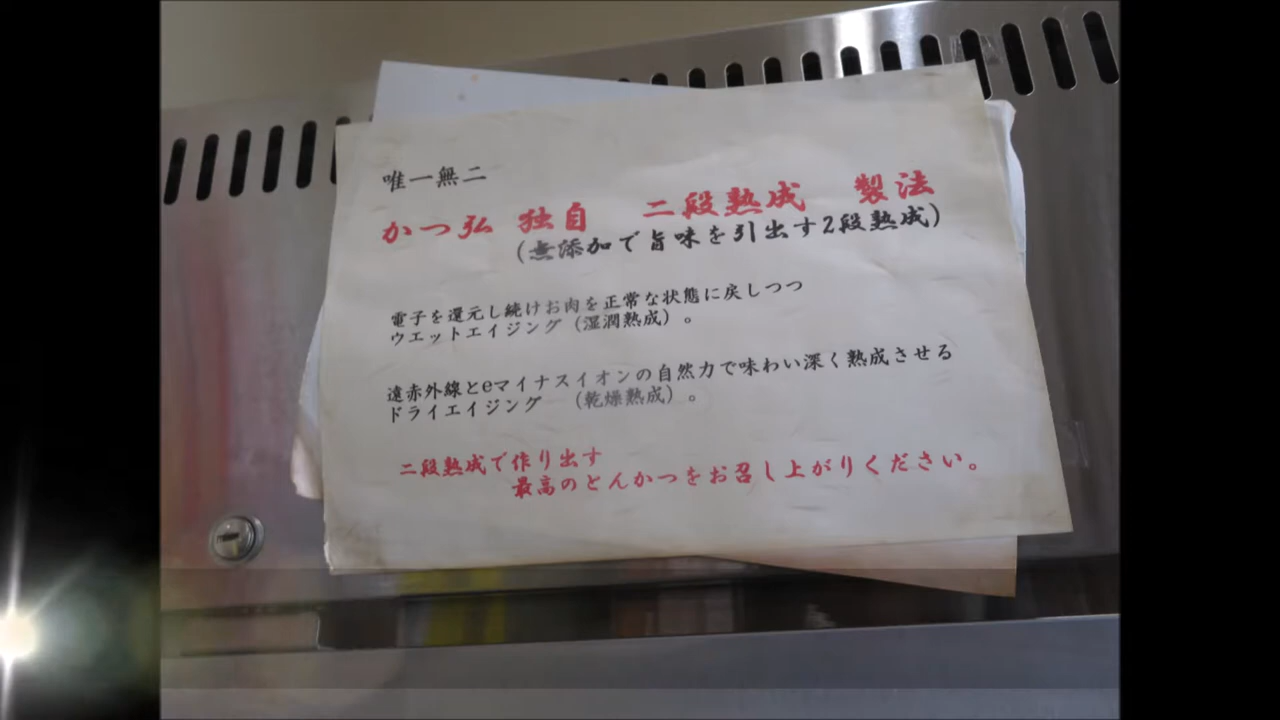 唯一無二
かつ弘 独自　二段熟成　製法
(無添加で旨味を引出す2段熟成)
電子を還元し続けお肉を正常な状態に戻しつつ
ウエットエイジング（湿潤熟成）。
遠赤外線とeマイナスイオンの自然力で味わい深く熟成させる
ドライエイジング　（乾燥熟成）。
二段熟成で作り出す
最高のとんかつをお召し上がりください。